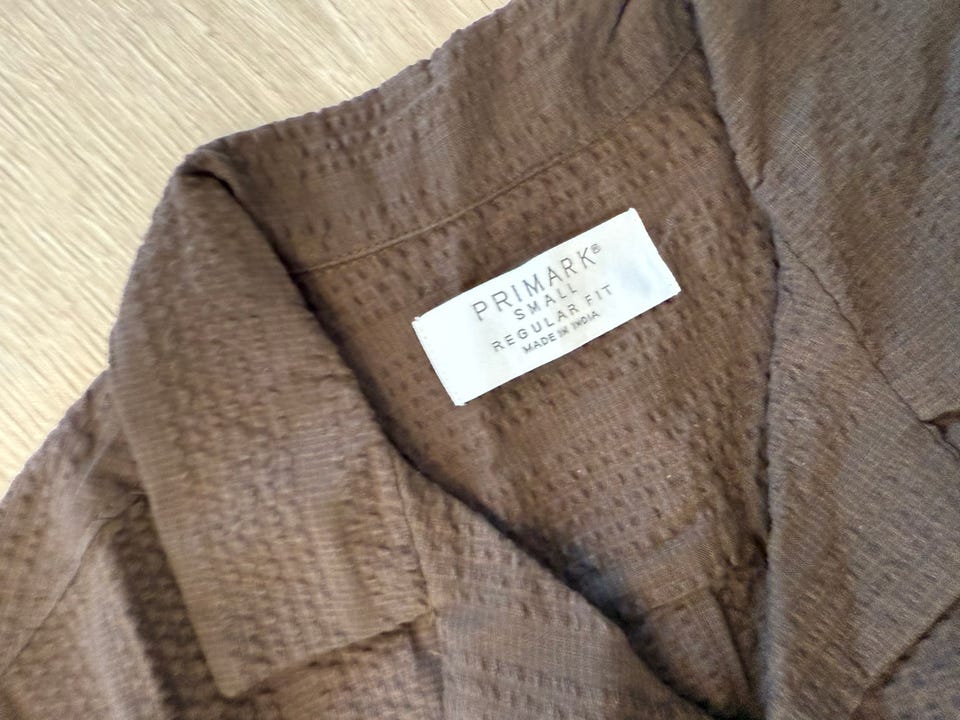 PRIMARK®
SMALL
REGULAR FIT
MADE IN INDIA